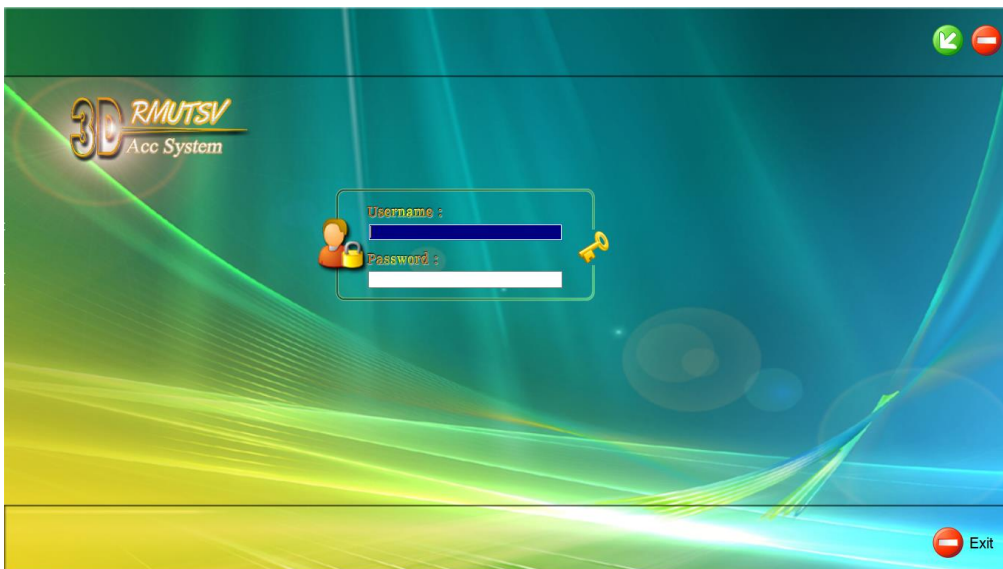 3D RMUTSV
Acc System
Username :
Password :
Exit